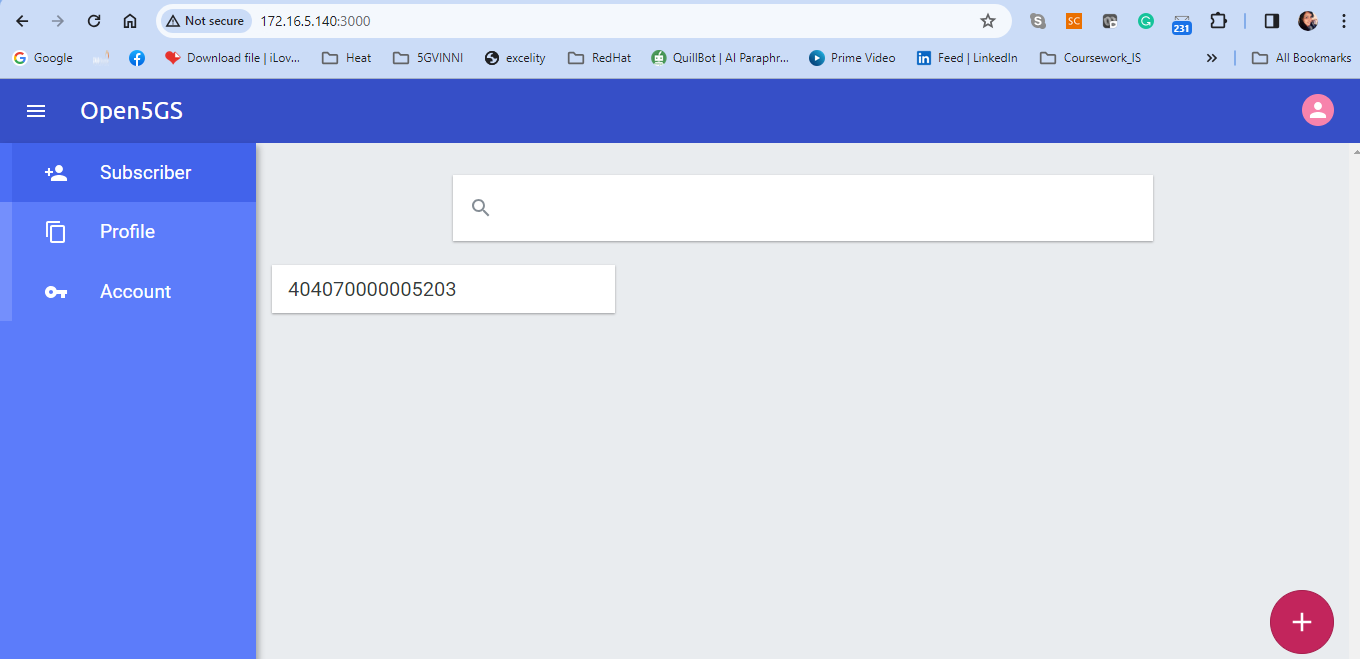 Not secure 172.16.5.140:3000
SC
G
231
Google Download file | iLov... Heat 5GVINNI excelity RedHat QuillBot | AI Paraphr... Prime Video Feed | LinkedIn Coursework_IS » All Bookmarks
Open5GS
Subscriber
Profile
Account
404070000005203